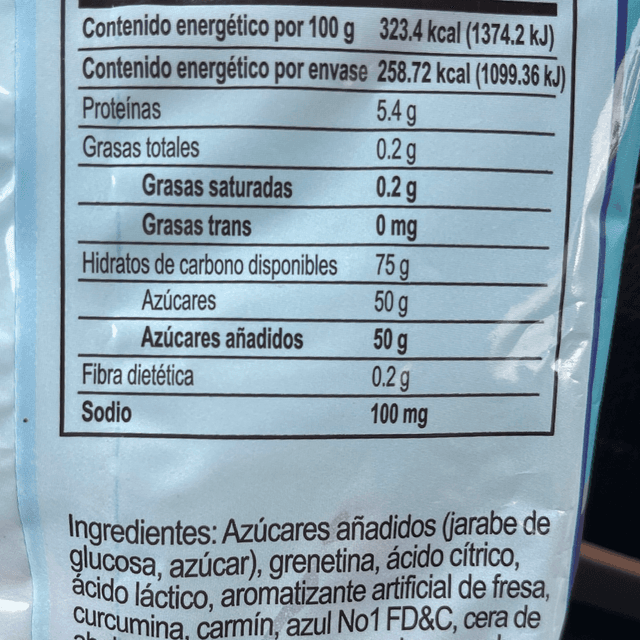 Contenido energético por 100 g 323.4 kcal (1374.2 kJ)
Contenido energético por envase 258.72 kcal (1099.36 kJ)
Proteínas 5.4 g
Grasas totales 0.2 g
Grasas saturadas 0.2 g
Grasas trans 0 mg
Hidratos de carbono disponibles 75 g
Azúcares 50 g
Azúcares añadidos 50 g
Fibra dietética 0.2 g
Sodio 100 mg
Ingredientes: Azúcares añadidos (jarabe de
glucosa, azúcar), grenetina, ácido cítrico,
ácido láctico, aromatizante artificial de fresa,
curcumina, carmín, azul No1 FD&C, cera de